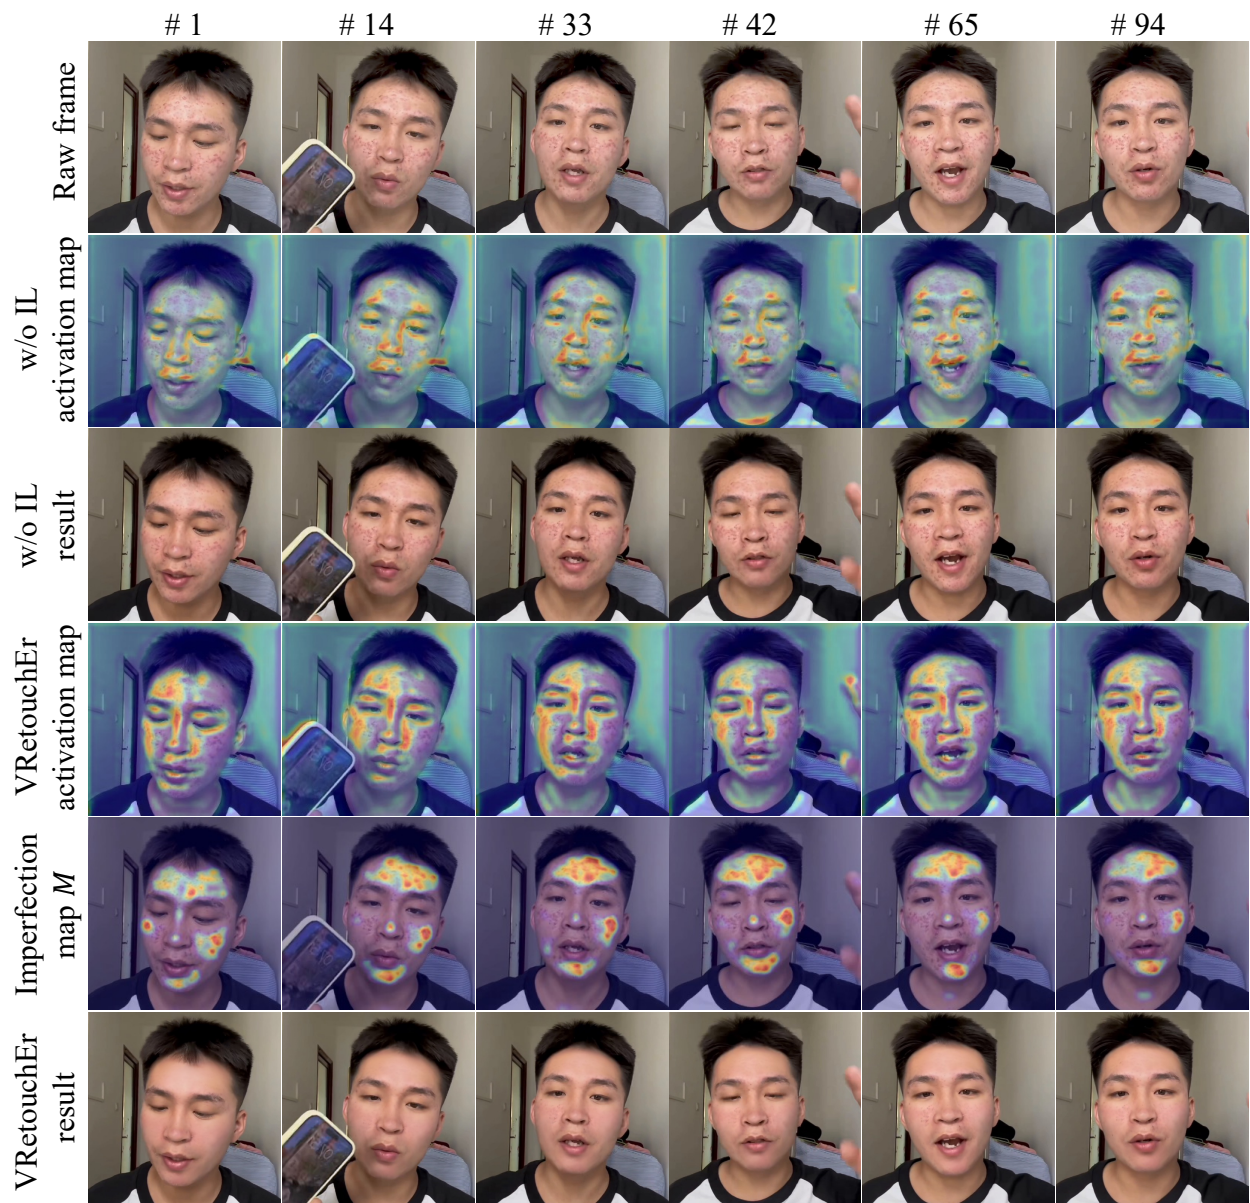 # 1 # 14 # 33 # 42 # 65 # 94
Raw frame
w/o IL
activation map
w/o IL
result
VRetouchEr
activation map
Imperfection
map M
VRetouchEr
result